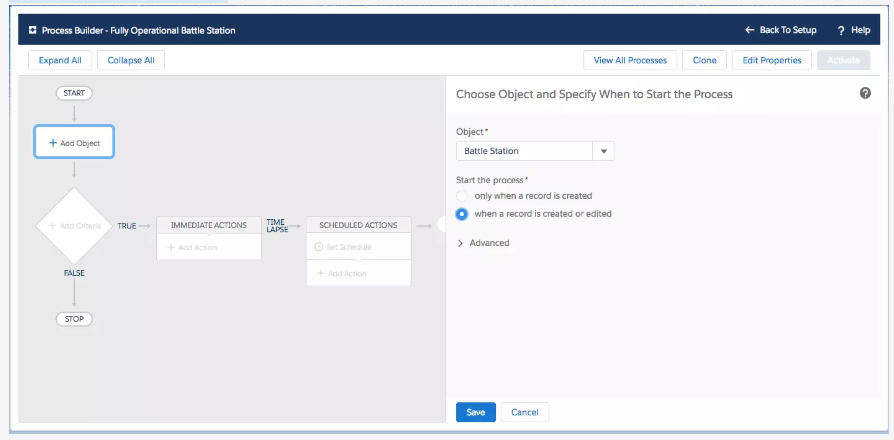 Process Builder - Fully Operational Battle Station
Back To Setup
? Help
Expand All
Collapse All
View All Processes
Clone
Edit Properties
Activate
START
+ Add Object
+ Add Criteria
TRUE
IMMEDIATE ACTIONS
+ Add Action
TIME
LAPSE
SCHEDULED ACTIONS
Set Schedule
+ Add Action
FALSE
STOP
Choose Object and Specify When to Start the Process
?
Object*
Battle Station
Start the process*
only when a record is created
when a record is created or edited
> Advanced
Save
Cancel